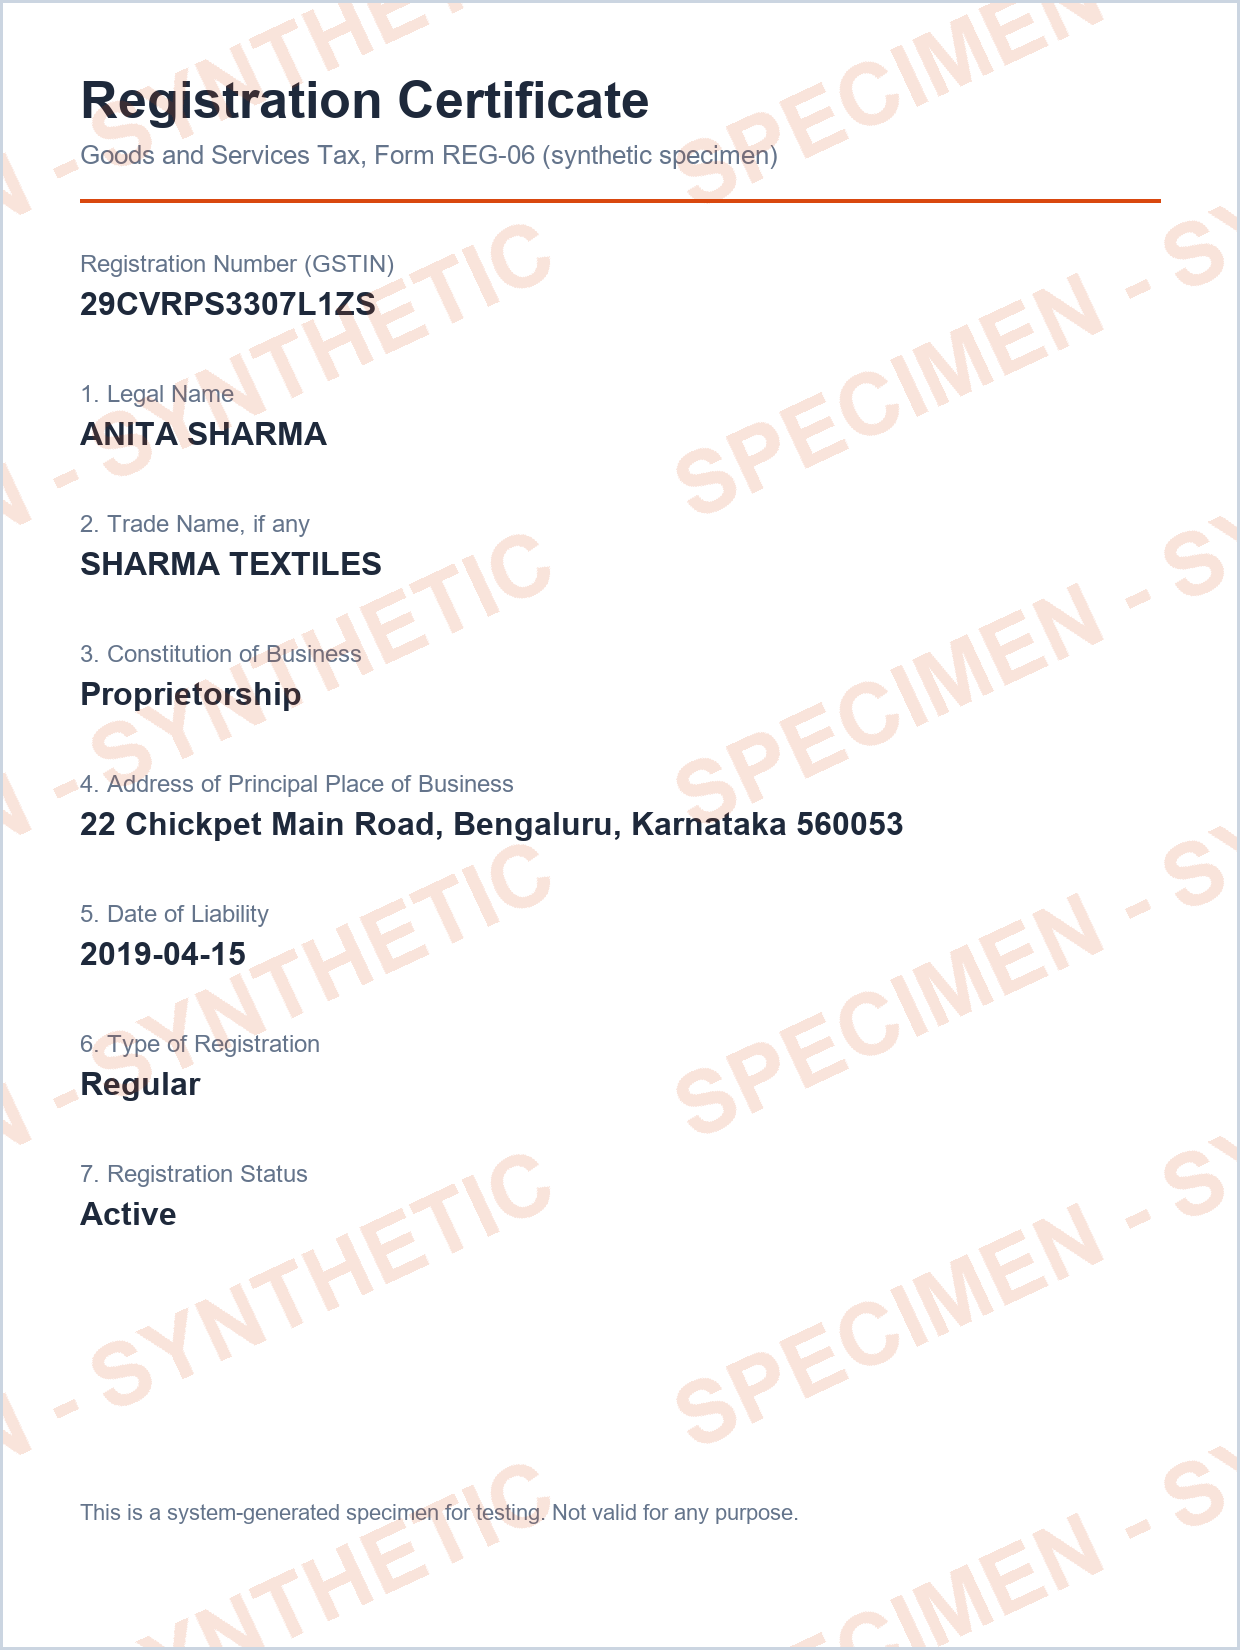 Registration Certificate
Goods and Services Tax, Form REG-06 (synthetic specimen)
Registration Number (GSTIN)
29CVRPS3307L1ZS
1. Legal Name
ANITA SHARMA
2. Trade Name, if any
SHARMA TEXTILES
3. Constitution of Business
Proprietorship
4. Address of Principal Place of Business
22 Chickpet Main Road, Bengaluru, Karnataka 560053
5. Date of Liability
2019-04-15
6. Type of Registration
Regular
7. Registration Status
Active
This is a system-generated specimen for testing. Not valid for any purpose.
SPECIMEN - SYNTHETIC